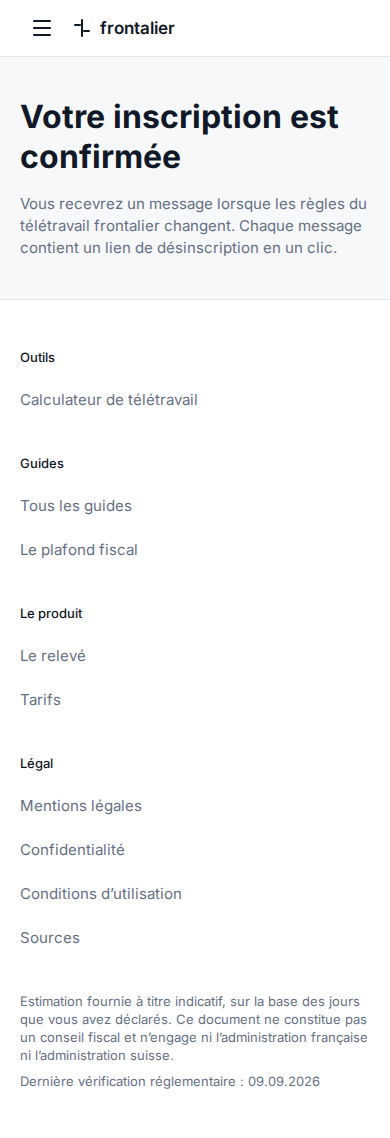 frontalier
Votre inscription est
confirmée
Vous recevrez un message lorsque les règles du
télétravail frontalier changent. Chaque message
contient un lien de désinscription en un clic.
Outils
Calculateur de télétravail
Guides
Tous les guides
Le plafond fiscal
Le produit
Le relevé
Tarifs
Légal
Mentions légales
Confidentialité
Conditions d’utilisation
Sources
Estimation fournie à titre indicatif, sur la base des jours
que vous avez déclarés. Ce document ne constitue pas
un conseil fiscal et n’engage ni l’administration française
ni l’administration suisse.
Dernière vérification réglementaire : 09.09.2026